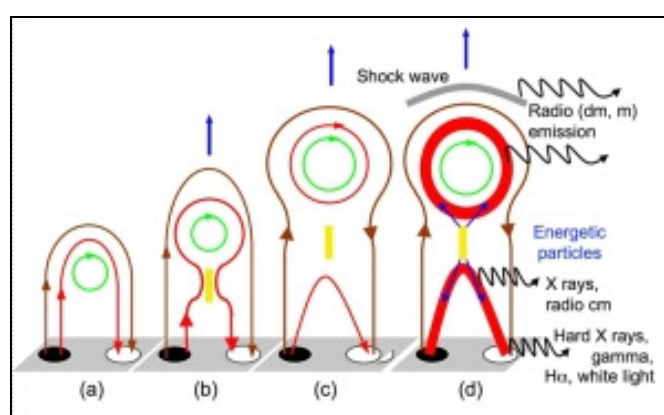 Shock wave
Radio (dm, m)
emission
Energetic
particles
X rays,
radio cm
Hard X rays,
gamma,
Hα, white light
(a)
(b)
(c)
(d)